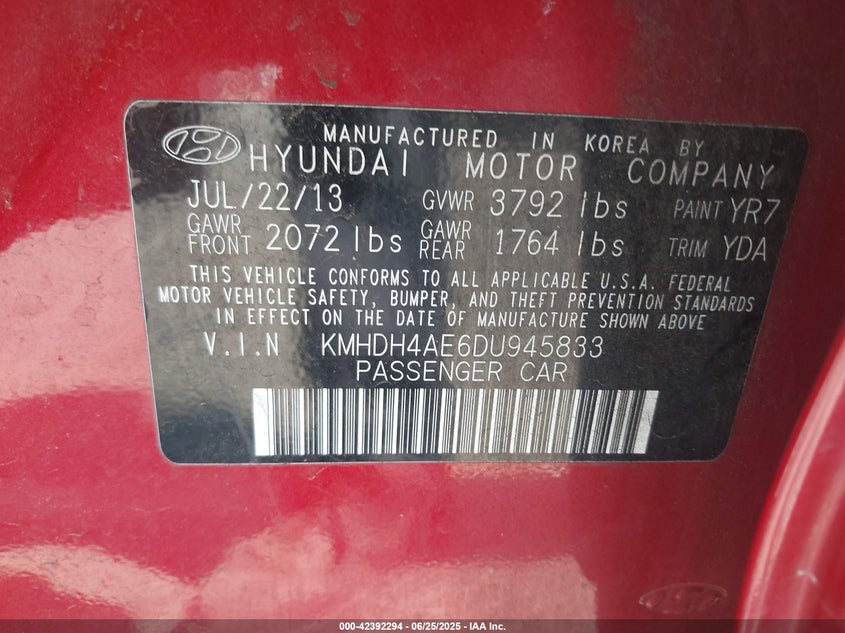 MANUFACTURED IN KOREA BY
HYUNDAI MOTOR COMPANY
JUL/22/13 GVWR 3792 lbs PAINT YR7
GAWR FRONT 2072 lbs GAWR REAR 1764 lbs TRIM YDA
THIS VEHICLE CONFORMS TO ALL APPLICABLE U.S.A. FEDERAL
MOTOR VEHICLE SAFETY, BUMPER, AND THEFT PREVENTION STANDARDS
IN EFFECT ON THE DATE OF MANUFACTURE SHOWN ABOVE
V.I.N KMHDH4AE6DU945833
PASSENGER CAR
000-42392294 - 06/25/2025 - IAA Inc.